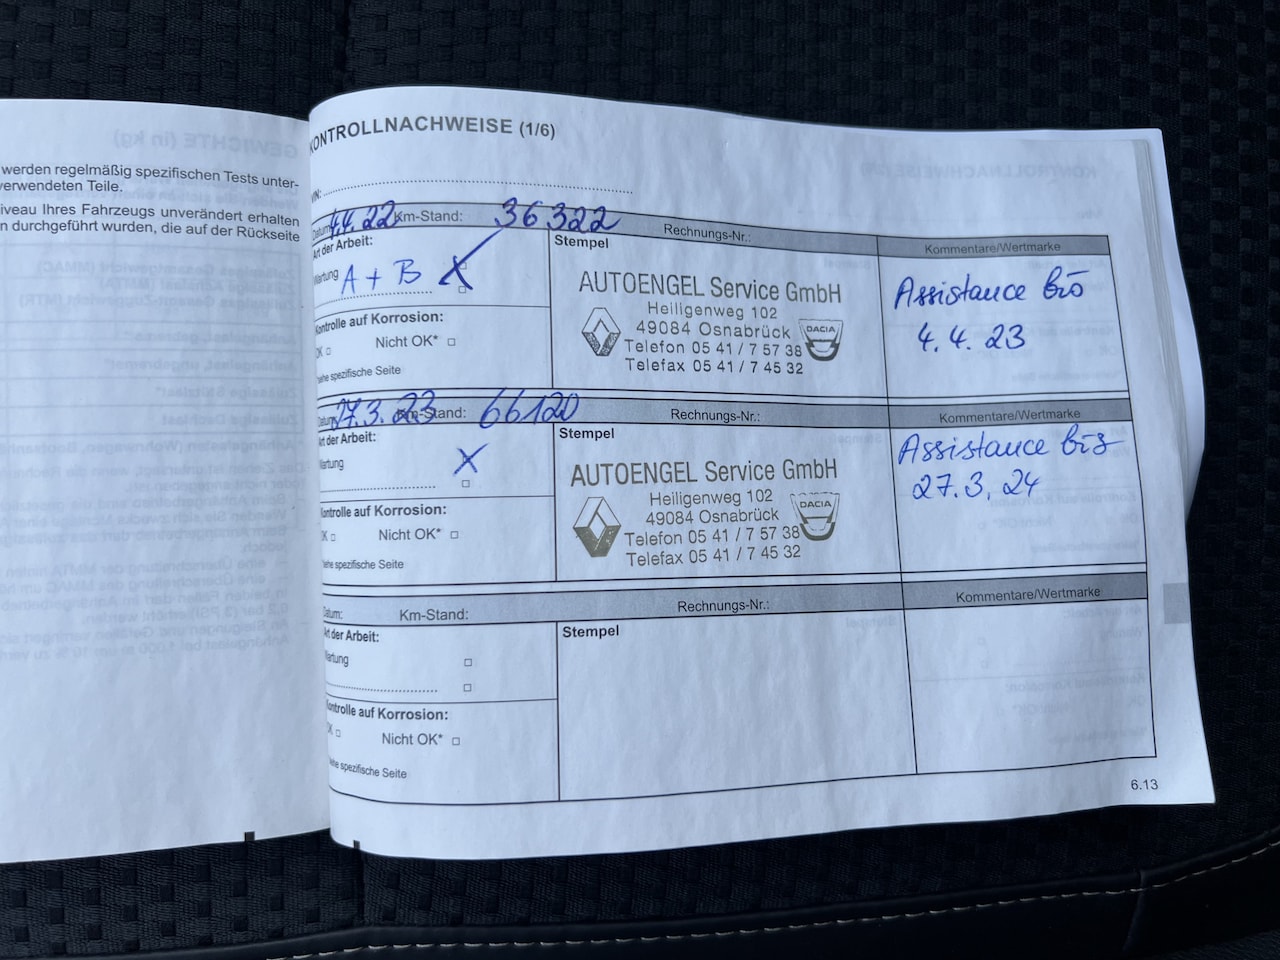 werden regelmäßig spezifischen Tests unter-
verwendeten Teile.
iveau Ihres Fahrzeugs unverändert erhalten
n durchgeführt wurden, die auf der Rückseite
KONTROLLNACHWEISE (1/6)
VIN:
Datum: 4.4.22 Km-Stand: 36322 Rechnungs-Nr.: Kommentare/Wertmarke
Art der Arbeit:
Wartung A + B X
Kontrolle auf Korrosion:
OK □ Nicht OK* □
siehe spezifische Seite
Stempel
AUTOENGEL Service GmbH
Heiligenweg 102
49084 Osnabrück
Telefon 05 41 / 7 57 38
Telefax 05 41 / 7 45 32
DACIA
Assistance bis
4.4.23
Datum: 27.3.23 Km-Stand: 66120 Rechnungs-Nr.: Kommentare/Wertmarke
Art der Arbeit:
Wartung X
Kontrolle auf Korrosion:
OK □ Nicht OK* □
siehe spezifische Seite
Stempel
AUTOENGEL Service GmbH
Heiligenweg 102
49084 Osnabrück
Telefon 05 41 / 7 57 38
Telefax 05 41 / 7 45 32
DACIA
Assistance bis
27.3.24
Datum: Km-Stand: Rechnungs-Nr.: Kommentare/Wertmarke
Art der Arbeit:
Wartung □
Kontrolle auf Korrosion:
OK □ Nicht OK* □
siehe spezifische Seite
Stempel
6.13